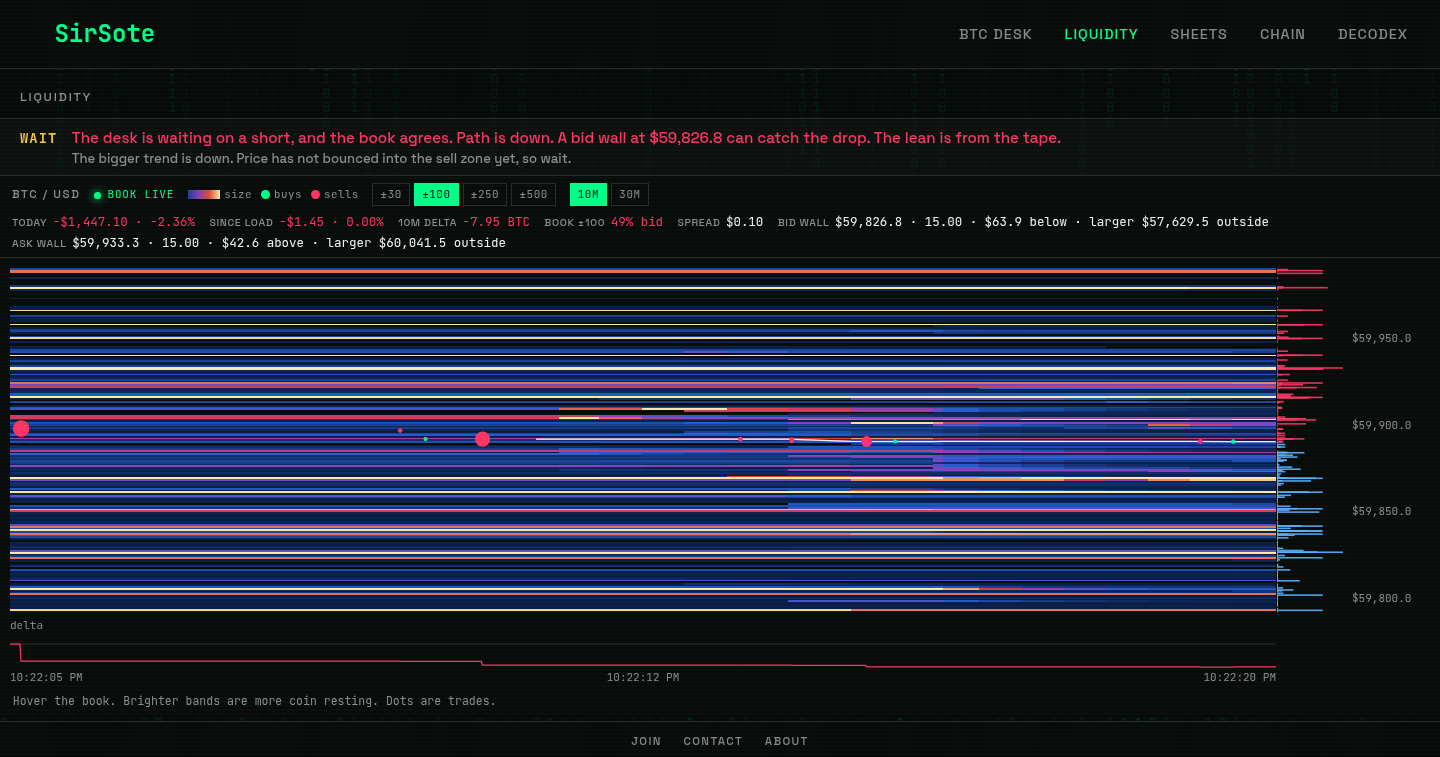 SirSote
BTC DESK LIQUIDITY SHEETS CHAIN DECODEX
LIQUIDITY
WAIT The desk is waiting on a short, and the book agrees. Path is down. A bid wall at $59,826.8 can catch the drop. The lean is from the tape.
The bigger trend is down. Price has not bounced into the sell zone yet, so wait.
BTC / USD BOOK LIVE size buys sells ±30 ±100 ±250 ±500 10M 30M
TODAY -$1,447.10 · -2.36% SINCE LOAD -$1.45 · 0.00% 10M DELTA -7.95 BTC BOOK ±100 49% bid SPREAD $0.10 BID WALL $59,826.8 · 15.00 · $63.9 below · larger $57,629.5 outside
ASK WALL $59,933.3 · 15.00 · $42.6 above · larger $60,041.5 outside
$59,950.0
$59,900.0
$59,850.0
$59,800.0
delta
10:22:05 PM 10:22:12 PM 10:22:20 PM
Hover the book. Brighter bands are more coin resting. Dots are trades.
JOIN CONTACT ABOUT